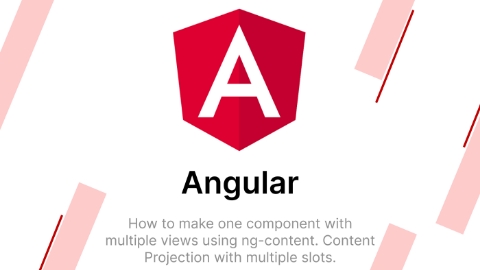 A
Angular
How to make one component with
multiple views using ng-content. Content
Projection with multiple slots.